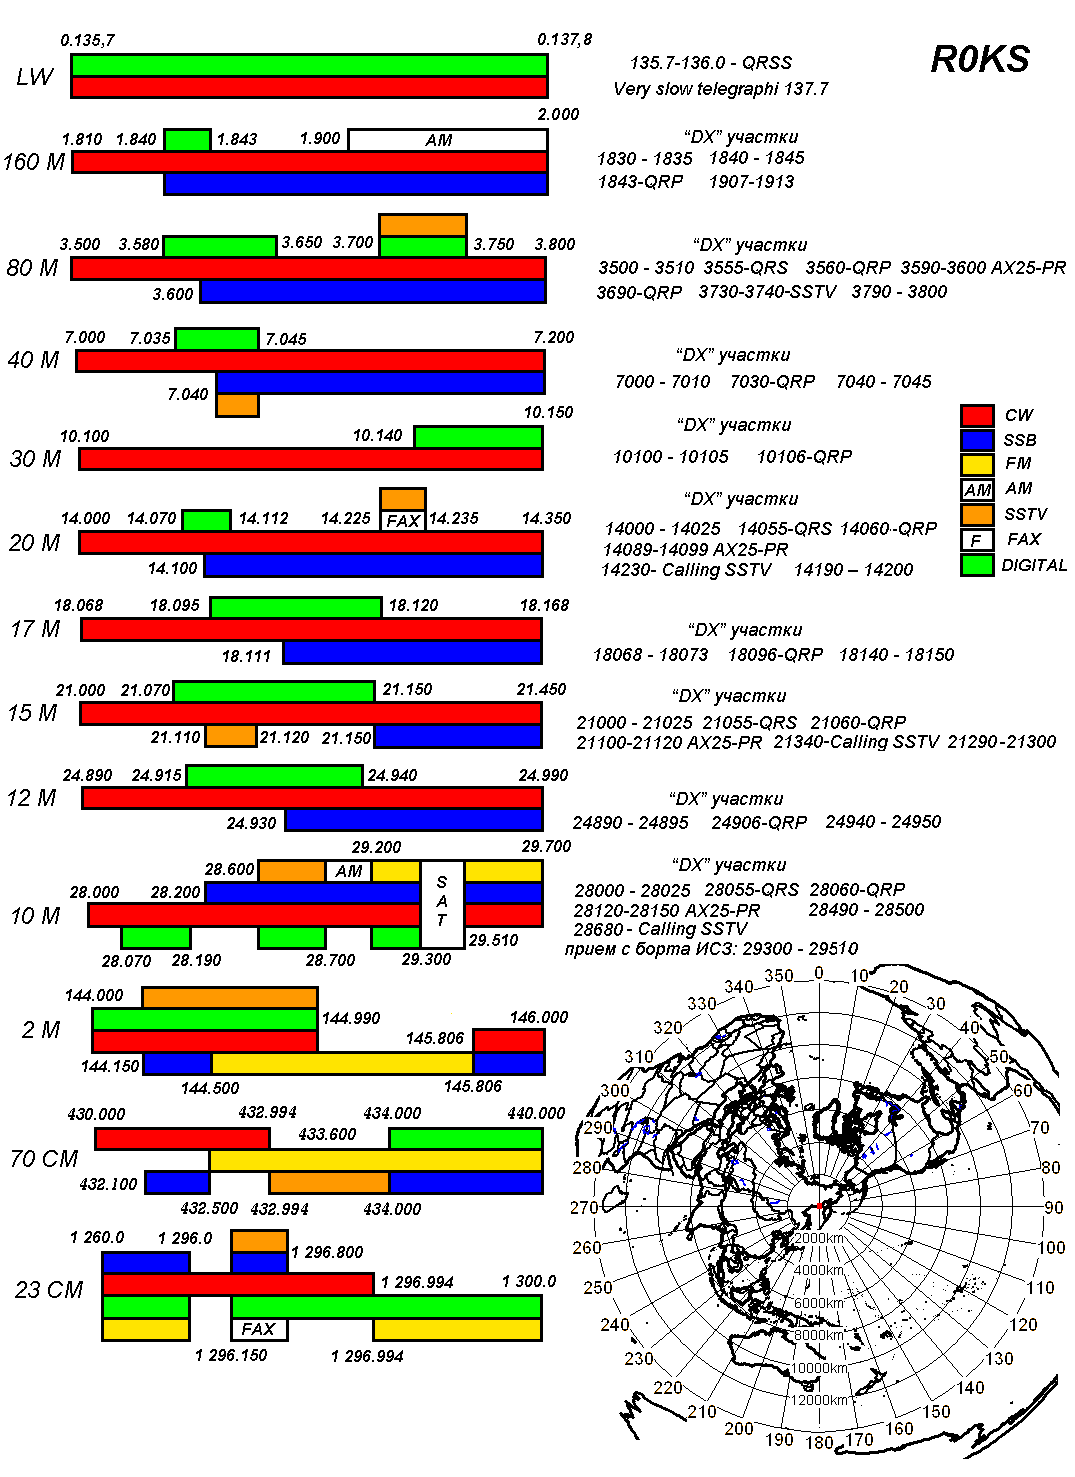 R0KS
0.135,7 0.137,8
LW
135.7-136.0 - QRSS
Very slow telegraphi 137.7
2.000
1.810 1.840 1.843 1.900 AM
160 M
"DX" участки
1830 - 1835 1840 - 1845
1843-QRP 1907-1913
3.500 3.580 3.650 3.700 3.750 3.800
80 M
3.600
"DX" участки
3500 - 3510 3555-QRS 3560-QRP 3590-3600 AX25-PR
3690-QRP 3730-3740-SSTV 3790 - 3800
7.000 7.035 7.045 7.200
40 M
7.040
"DX" участки
7000 - 7010 7030-QRP 7040 - 7045
10.150
10.100 10.140
30 M
"DX" участки
10100 - 10105 10106-QRP
CW
SSB
FM
AM AM
SSTV
F FAX
DIGITAL
14.000 14.070 14.112 14.225 FAX 14.235 14.350
20 M
14.100
"DX" участки
14000 - 14025 14055-QRS 14060-QRP
14089-14099 AX25-PR
14230- Calling SSTV 14190 – 14200
18.068 18.095 18.120 18.168
17 M
18.111
"DX" участки
18068 - 18073 18096-QRP 18140 - 18150
21.000 21.070 21.150 21.450
15 M
21.110 21.120 21.150
"DX" участки
21000 - 21025 21055-QRS 21060-QRP
21100-21120 AX25-PR 21340-Calling SSTV 21290-21300
24.890 24.915 24.940 24.990
12 M
24.930
"DX" участки
24890 - 24895 24906-QRP 24940 - 24950
29.200 29.700
28.600 AM
28.000 28.200 SAT
10 M
29.510
28.070 28.190 28.700 29.300
"DX" участки
28000 - 28025 28055-QRS 28060-QRP
28120-28150 AX25-PR 28490 - 28500
28680 - Calling SSTV
прием с борта ИСЗ: 29300 - 29510
144.000 144.990 145.806 146.000
2 M
144.150 144.500 145.806
430.000 432.994 433.600 434.000 440.000
70 CM
432.100 432.500 432.994 434.000
1 260.0 1 296.0 1 296.800
1 296.994 1 300.0
23 CM
FAX
1 296.150 1 296.994
0
10
20
30
40
50
60
70
80
90
100
110
120
130
140
150
160
170
180
190
200
210
220
230
240
250
260
270
280
290
300
310
320
330
340
350
2000km
4000km
6000km
8000km
10000km
12000km